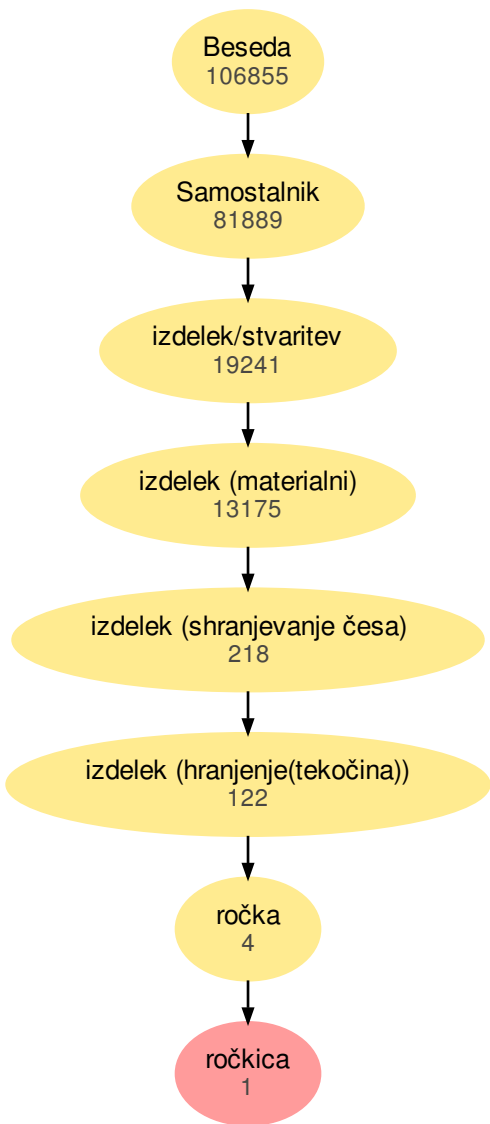 Beseda
106855
Samostalnik
81889
izdelek/stvaritev
19241
izdelek (materialni)
13175
izdelek (shranjevanje česa)
218
izdelek (hranjenje(tekočina))
122
ročka
4
ročkica
1